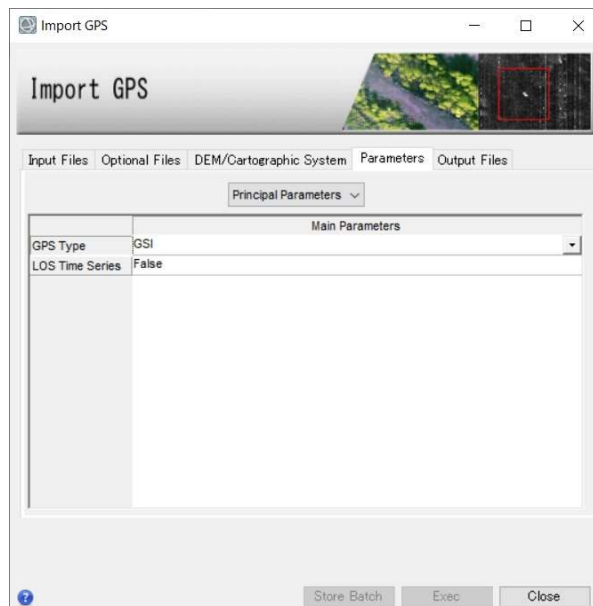 Import GPS
Import GPS
Input Files Optional Files DEM/Cartographic System Parameters Output Files
Principal Parameters
Main Parameters
GPS Type GSI
LOS Time Series False
Store Batch Exec Close